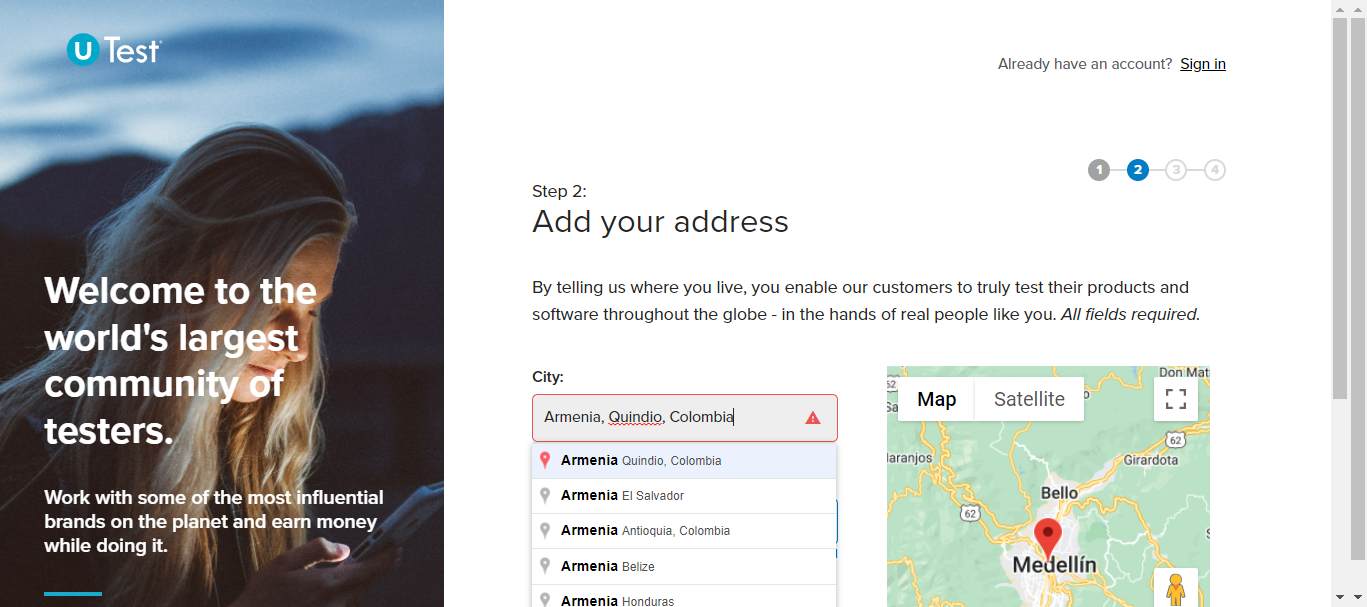 U Test
Already have an account? Sign in
1 2 3 4
Step 2:
Add your address
Welcome to the
world's largest
community of
testers.
Work with some of the most influential
brands on the planet and earn money
while doing it.
By telling us where you live, you enable our customers to truly test their products and
software throughout the globe - in the hands of real people like you. All fields required.
City:
Armenia, Quindio, Colombia
Armenia Quindio, Colombia
Armenia El Salvador
Armenia Antioquia, Colombia
Armenia Belize
Armenia Honduras
Map Satellite
Don Mat
62
Sa
62
aranjos
Girardota
Bello
62
Medellín